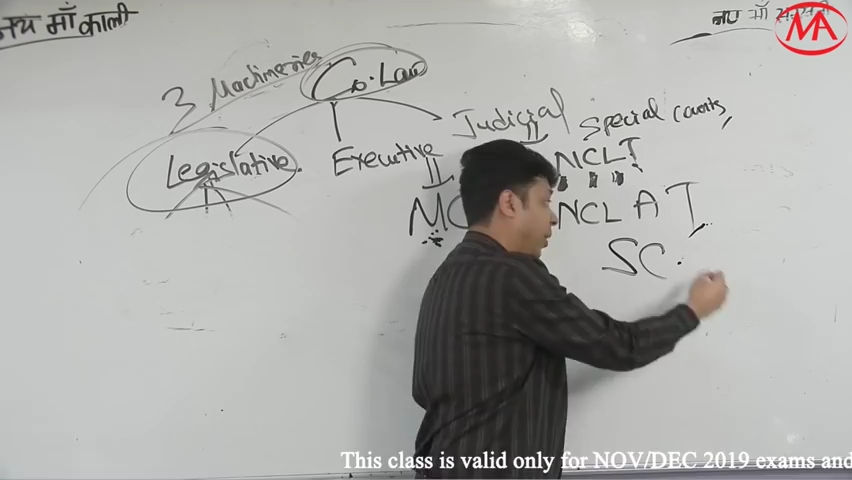 जय माँ काली
जय माँ सरस्वती
MA
3 Machineries
Co. Law
Legislative.
Executive
Judicial
Special Courts,
NCLT
NCLAT
SC.
This class is valid only for NOV/DEC 2019 exams and